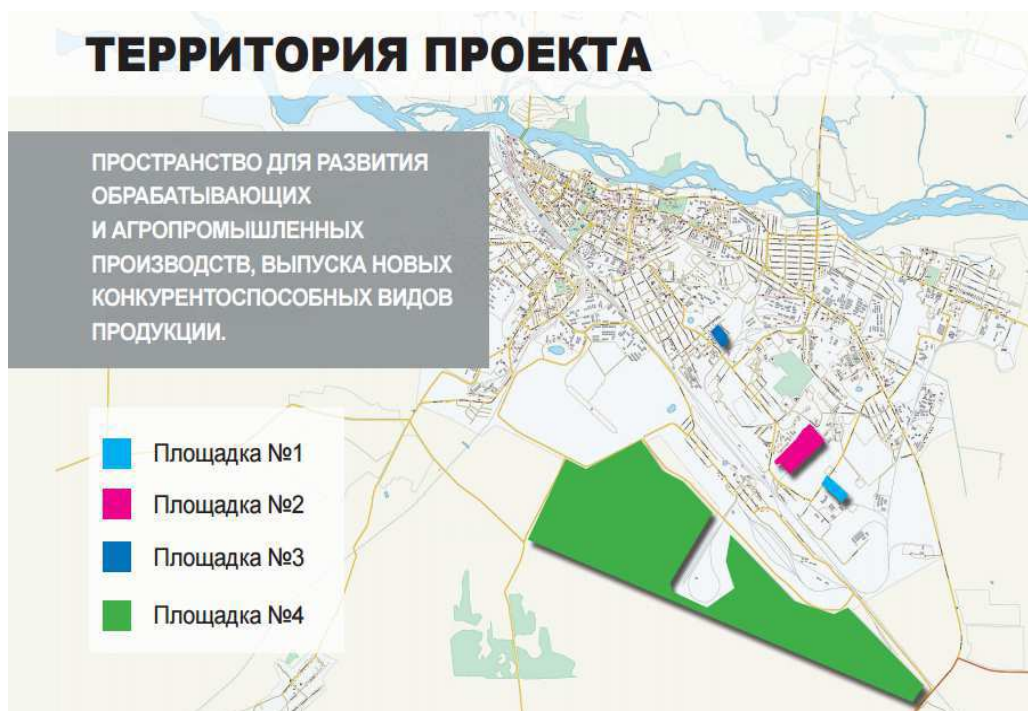 ТЕРРИТОРИЯ ПРОЕКТА
ПРОСТРАНСТВО ДЛЯ РАЗВИТИЯ
ОБРАБАТЫВАЮЩИХ
И АГРОПРОМЫШЛЕННЫХ
ПРОИЗВОДСТВ, ВЫПУСКА НОВЫХ
КОНКУРЕНТОСПОСОБНЫХ ВИДОВ
ПРОДУКЦИИ.
Площадка №1
Площадка №2
Площадка №3
Площадка №4